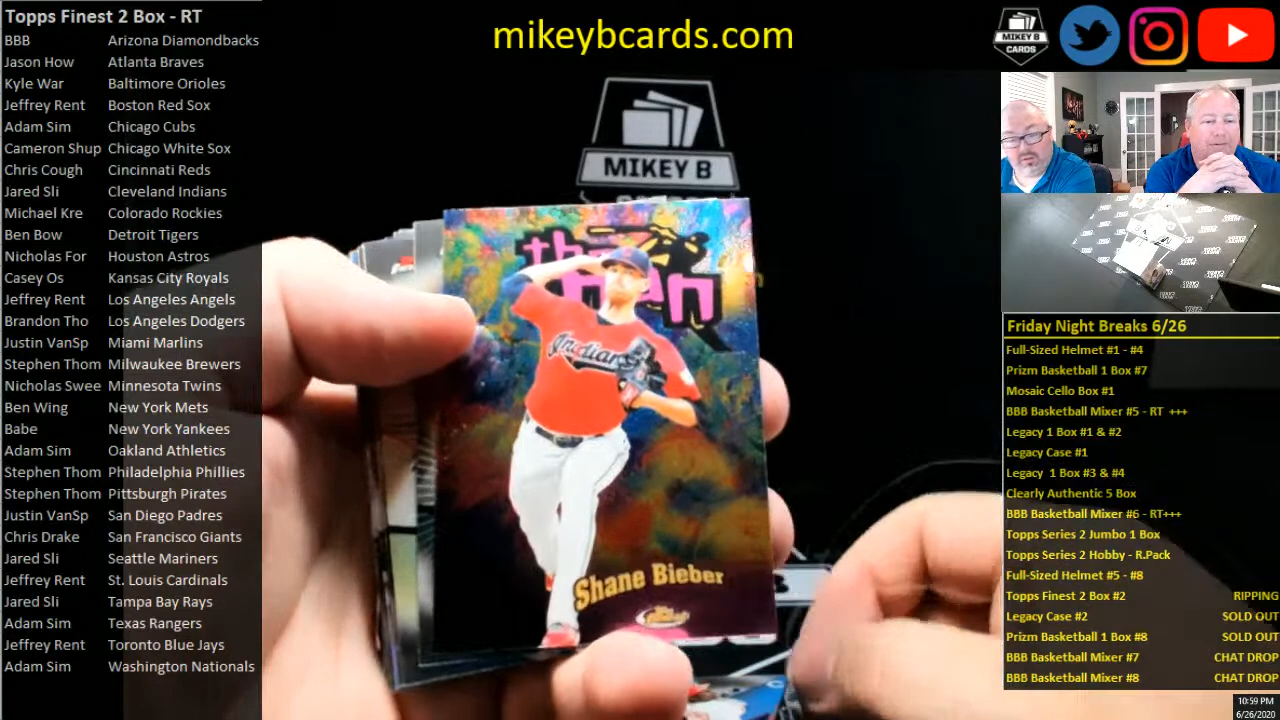 Topps Finest 2 Box - RT
BBB Arizona Diamondbacks
Jason How Atlanta Braves
Kyle War Baltimore Orioles
Jeffrey Rent Boston Red Sox
Adam Sim Chicago Cubs
Cameron Shup Chicago White Sox
Chris Cough Cincinnati Reds
Jared Sli Cleveland Indians
Michael Kre Colorado Rockies
Ben Bow Detroit Tigers
Nicholas For Houston Astros
Casey Os Kansas City Royals
Jeffrey Rent Los Angeles Angels
Brandon Tho Los Angeles Dodgers
Justin VanSp Miami Marlins
Stephen Thom Milwaukee Brewers
Nicholas Swee Minnesota Twins
Ben Wing New York Mets
Babe New York Yankees
Adam Sim Oakland Athletics
Stephen Thom Philadelphia Phillies
Stephen Thom Pittsburgh Pirates
Justin VanSp San Diego Padres
Chris Drake San Francisco Giants
Jared Sli Seattle Mariners
Jeffrey Rent St. Louis Cardinals
Jared Sli Tampa Bay Rays
Adam Sim Texas Rangers
Jeffrey Rent Toronto Blue Jays
Adam Sim Washington Nationals
mikeybcards.com
MIKEY B
the
man
Indians
Shane Bieber
Finest
MIKEY B
CARDS
Friday Night Breaks 6/26
Full-Sized Helmet #1 - #4
Prizm Basketball 1 Box #7
Mosaic Cello Box #1
BBB Basketball Mixer #5 - RT +++
Legacy 1 Box #1 & #2
Legacy Case #1
Legacy 1 Box #3 & #4
Clearly Authentic 5 Box
BBB Basketball Mixer #6 - RT+++
Topps Series 2 Jumbo 1 Box
Topps Series 2 Hobby - R.Pack
Full-Sized Helmet #5 - #8
Topps Finest 2 Box #2 RIPPING
Legacy Case #2 SOLD OUT
Prizm Basketball 1 Box #8 SOLD OUT
BBB Basketball Mixer #7 CHAT DROP
BBB Basketball Mixer #8 CHAT DROP
10:59 PM
6/26/2020